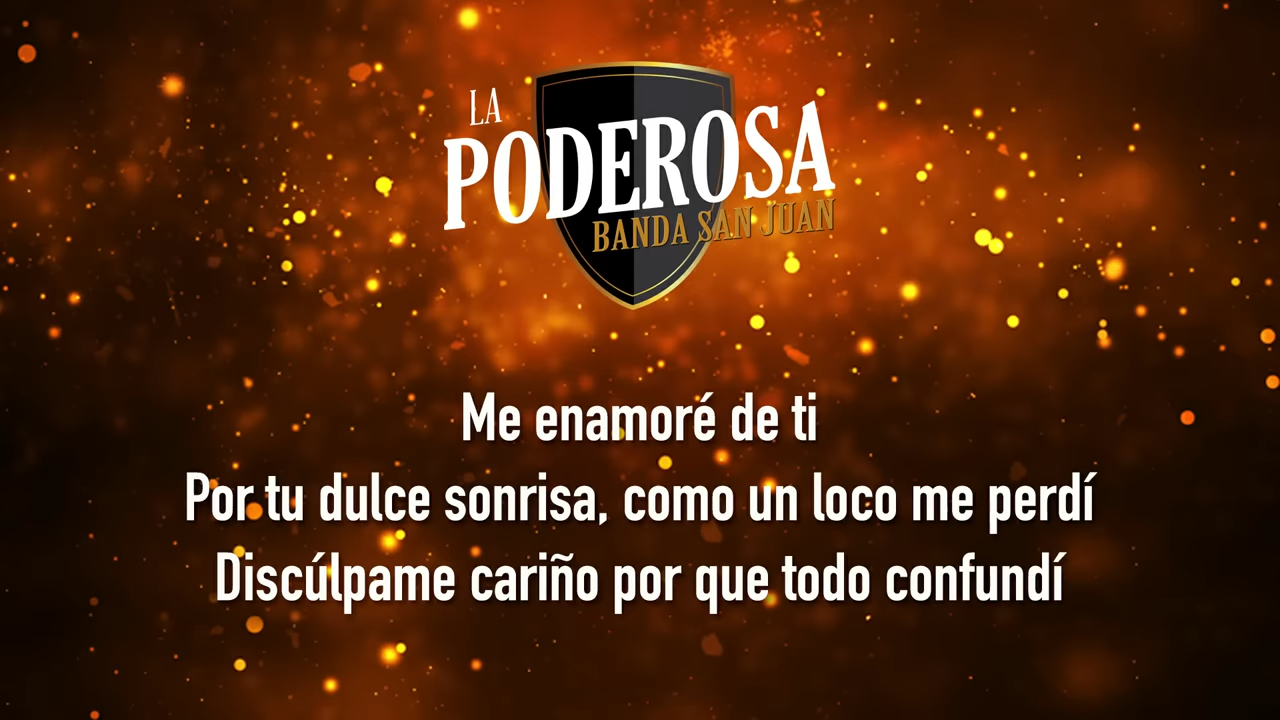 LA
PODEROSA
BANDA SAN JUAN
Me enamoré de ti
Por tu dulce sonrisa, como un loco me perdí
Discúlpame cariño por que todo confundí